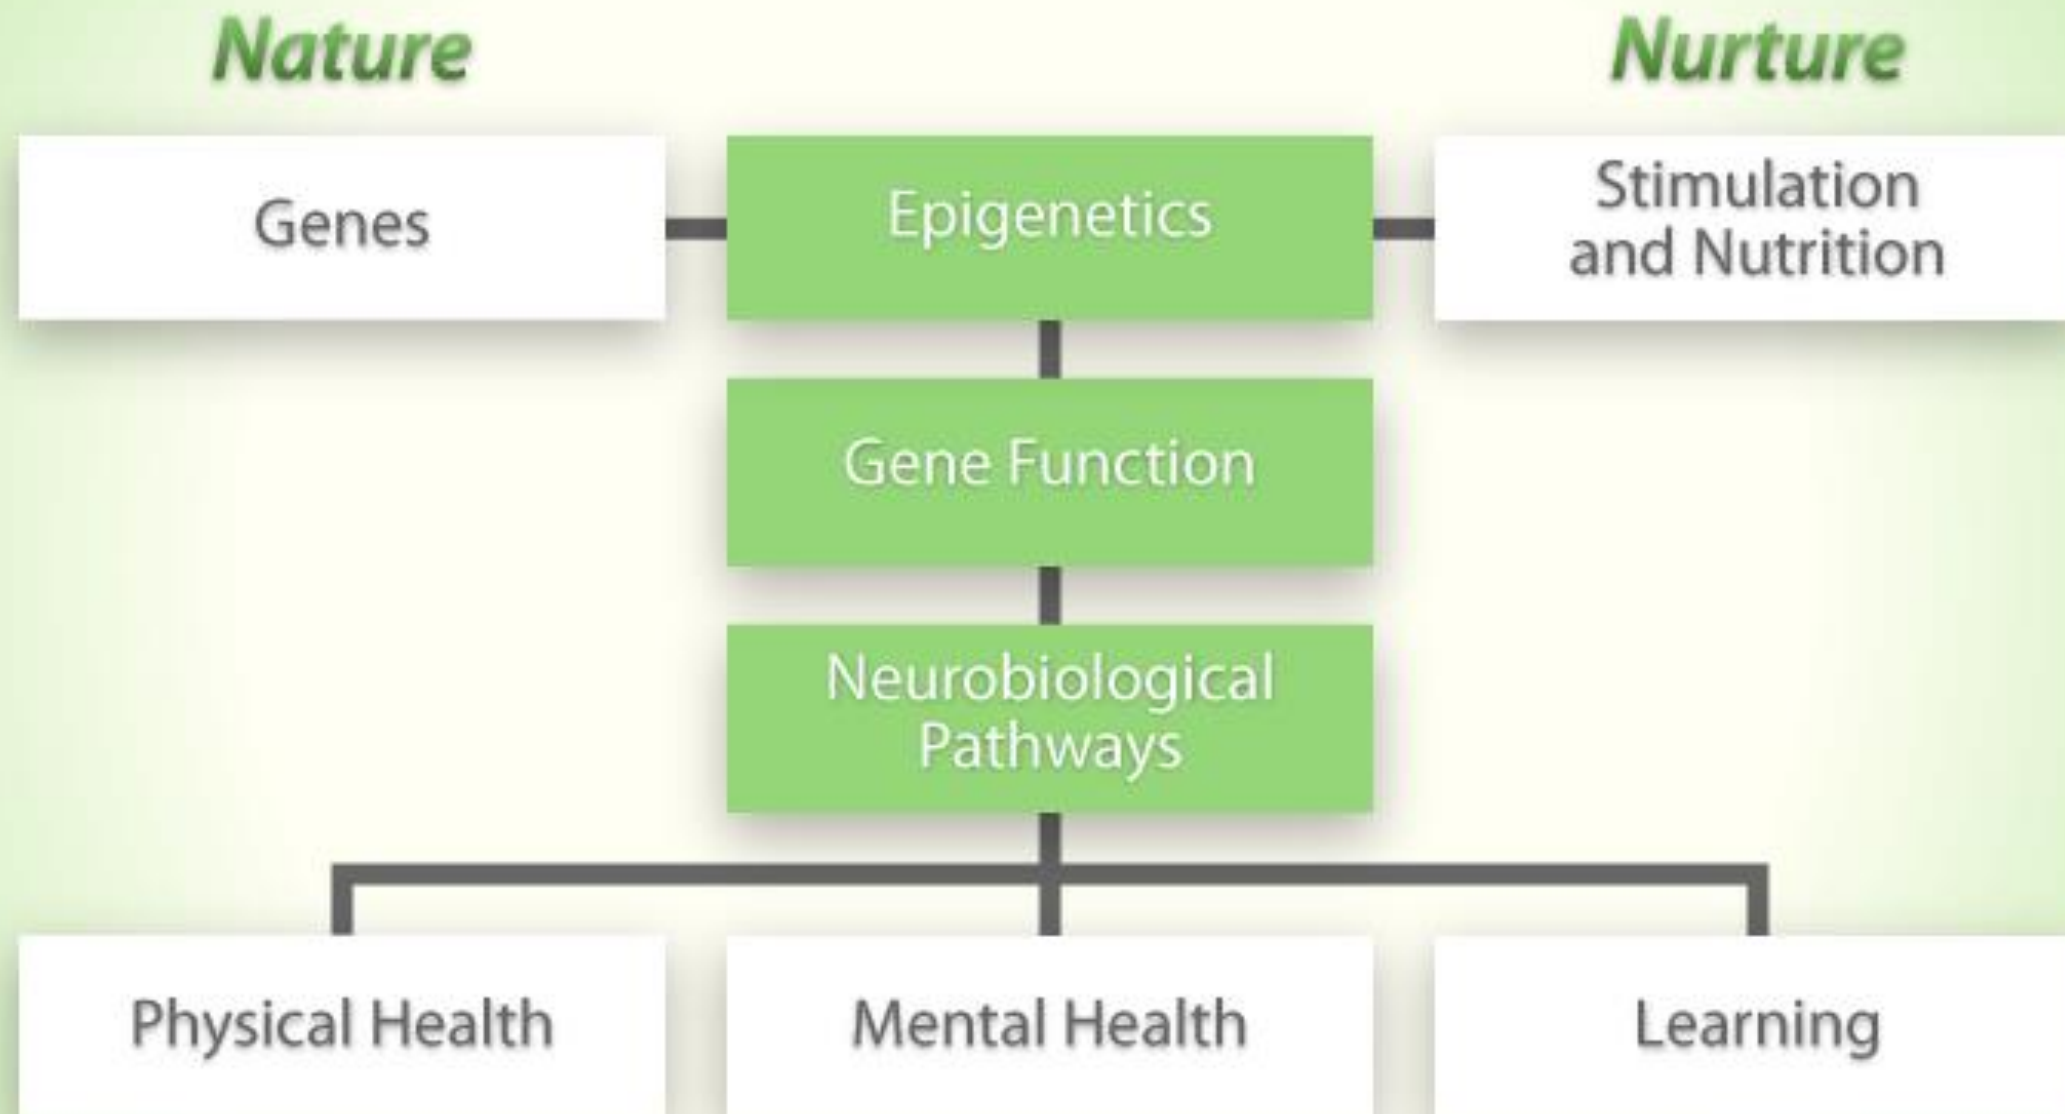 Nature
Nurture
Genes
Epigenetics
Stimulation
and Nutrition
Gene Function
Neurobiological
Pathways
Physical Health
Mental Health
Learning